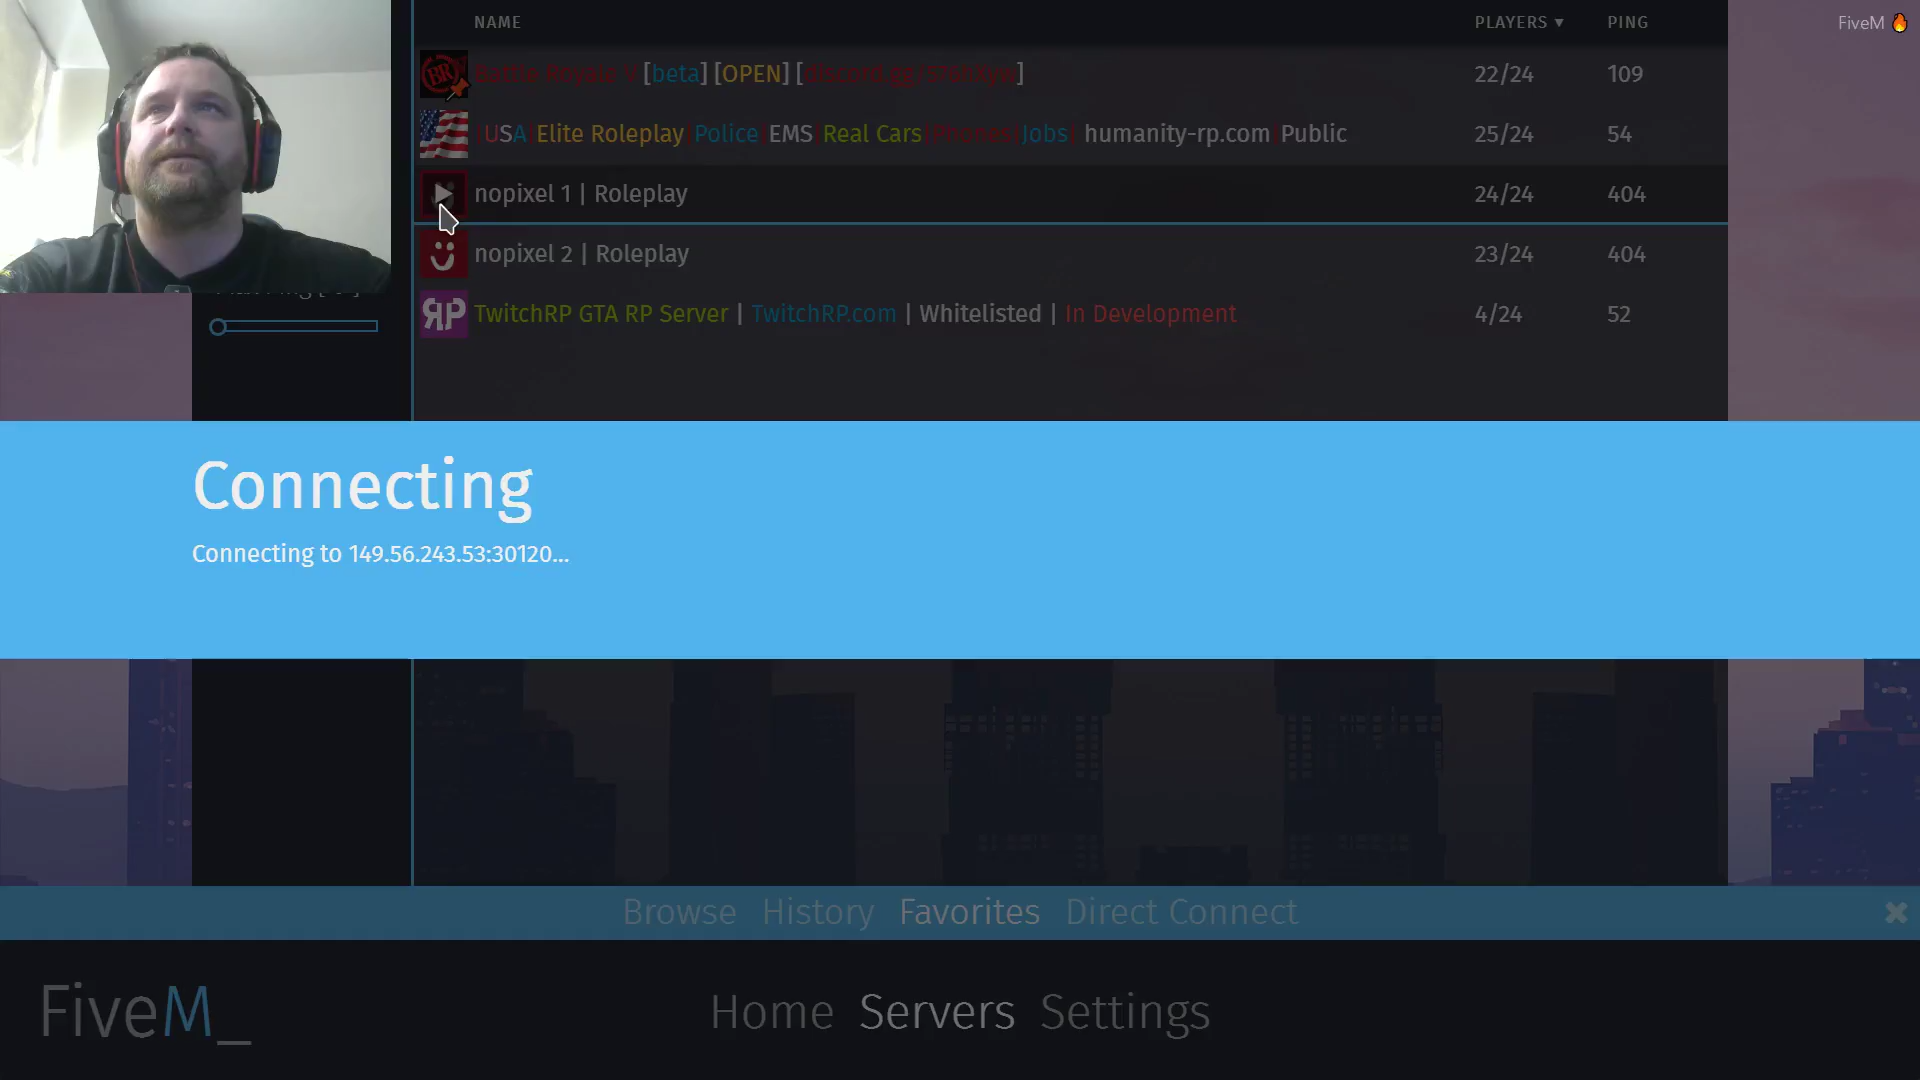 NAME PLAYERS ▼ PING
FiveM 🔥
Battle Royale V [beta] [OPEN] 22/24 109
USA Elite Roleplay Police EMS Real Cars Phones Jobs humanity-rp.com Public 25/24 54
nopixel 1 | Roleplay 24/24 404
nopixel 2 | Roleplay 23/24 404
TwitchRP GTA RP Server | TwitchRP.com | Whitelisted | In Development 4/24 52
Connecting
Connecting to 149.56.243.53:30120...
Browse History Favorites Direct Connect
FiveM_
Home Servers Settings